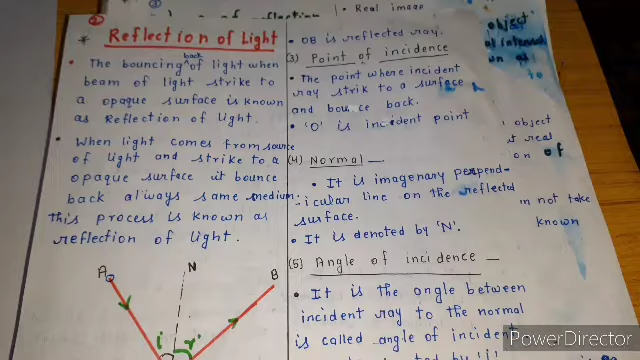 ② Reflection of Light
* The bouncing back of light when
beam of light strike to
a opaque surface is known
as Reflection of light.
• When light comes from source
of light and strike to a
opaque surface it bounce
back always same medium.
this process is known as
reflection of light.
A
N
B
i
r
• Real image
• OB is reflected ray.
(3) Point of incidence
• The point where incident
ray strik to a surface
and bounce back.
• 'O' is incident point
(4) Normal
• It is imagenary perpend-
icular line on the reflected
surface.
• It is denoted by 'N'.
(5) Angle of incidence
• It is the angle between
incident ray to the normal
is called angle of incident
object
object
real
on of
not take
known
PowerDirector